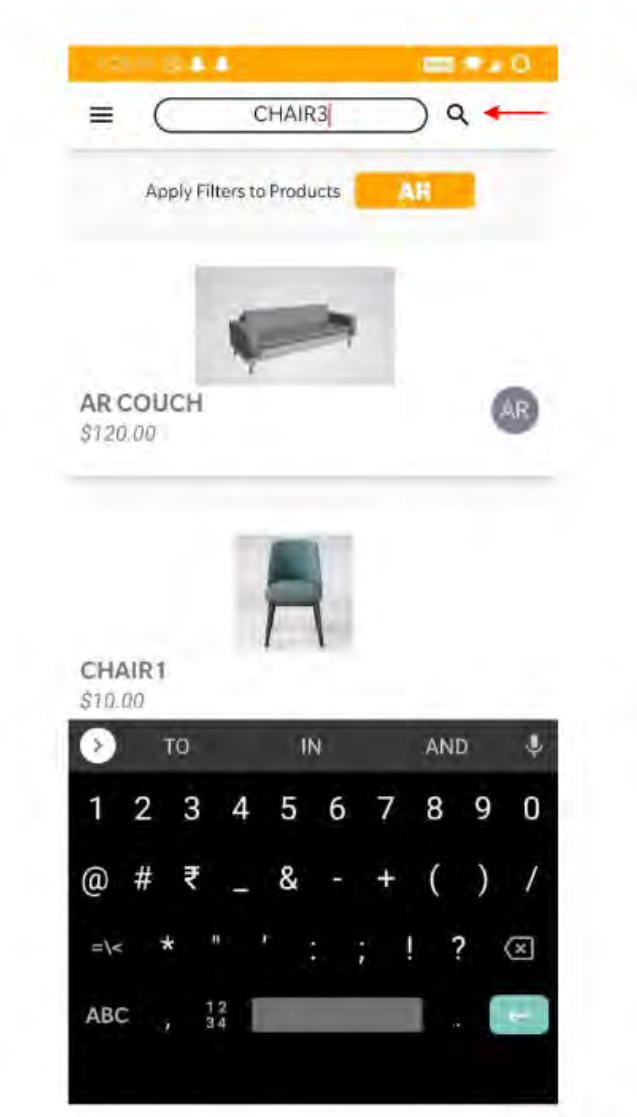 CHAIR3
Apply Filters to Products AR
AR COUCH
$120.00
AR
CHAIR1
$10.00
TO IN AND
1 2 3 4 5 6 7 8 9 0
@ # ₹ _ & - + ( ) /
=\< * " ' : ; ! ?
ABC , 12 34 .